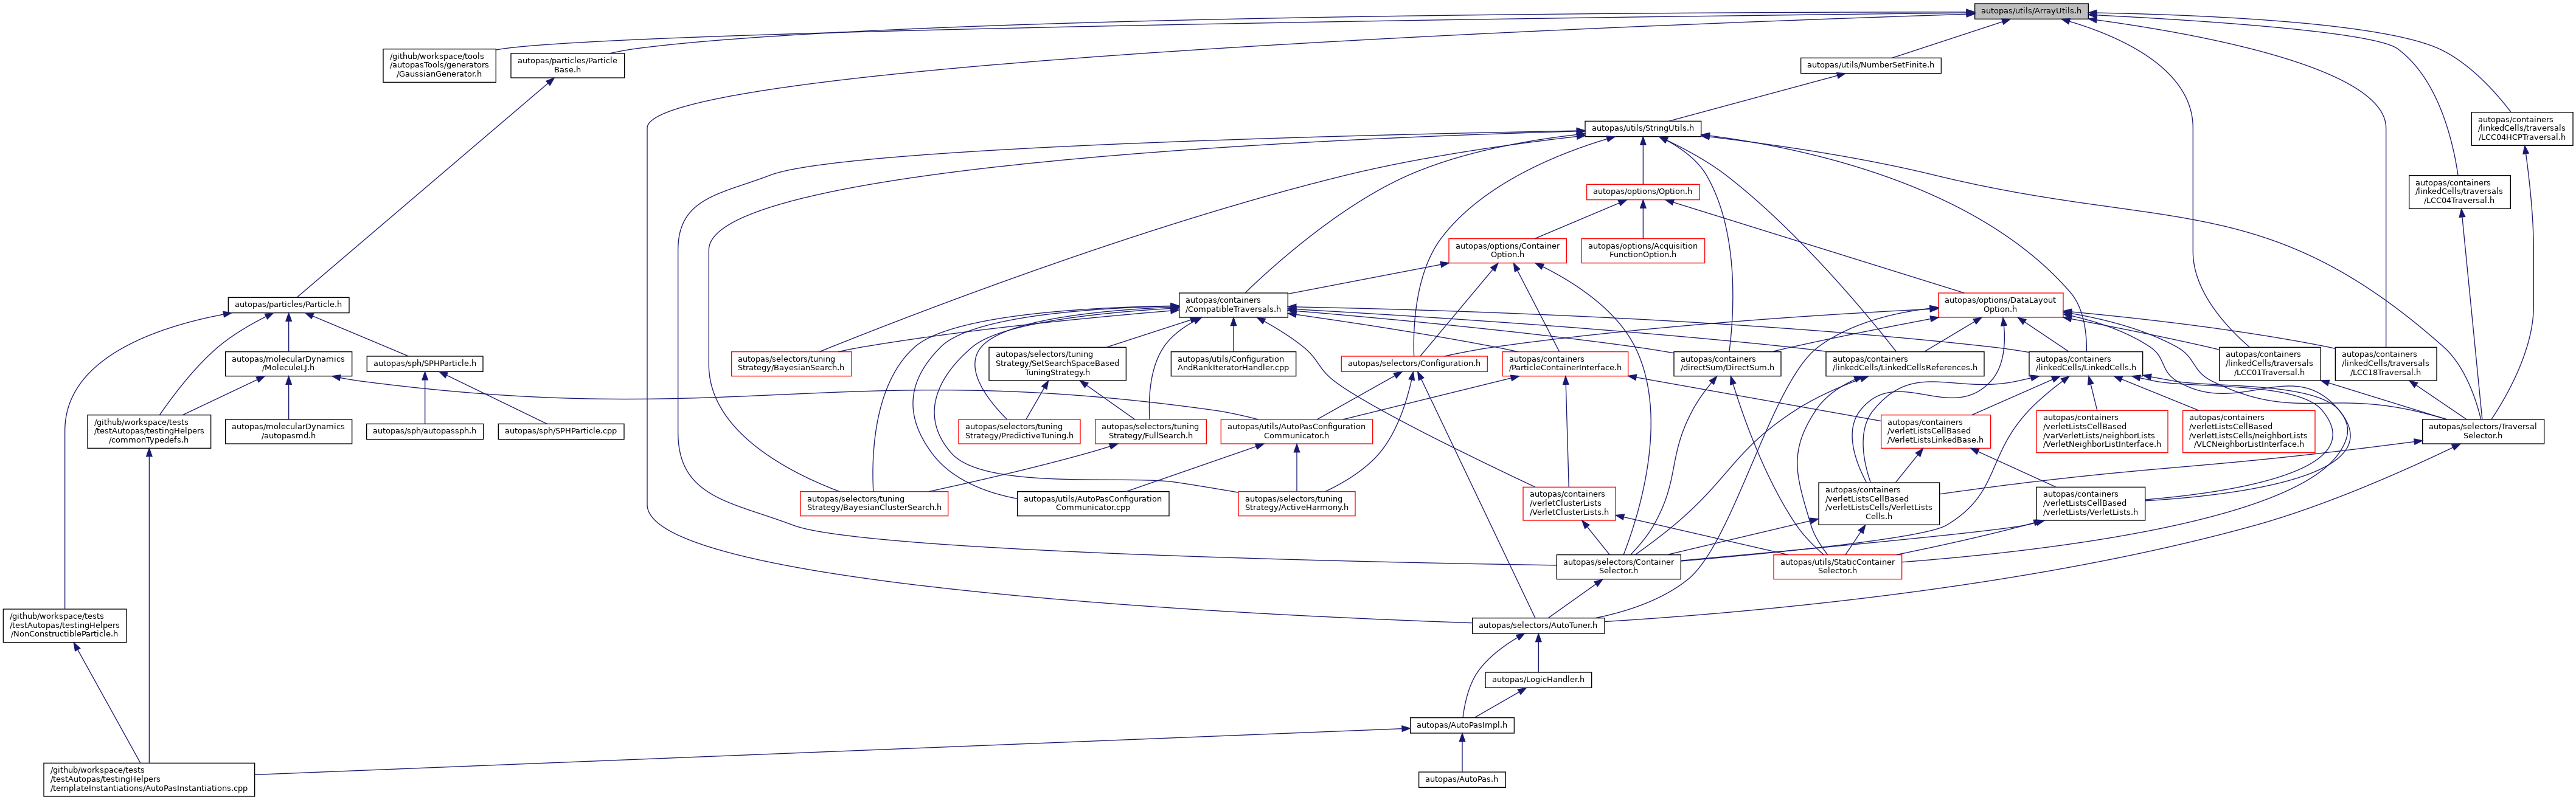 autopas/utils/ArrayUtils.h
/github/workspace/tools
/autopasTools/generators
/GaussianGenerator.h
autopas/particles/Particle
Base.h
autopas/utils/NumberSetFinite.h
autopas/containers
/linkedCells/traversals
/LCC04HCPTraversal.h
autopas/utils/StringUtils.h
autopas/options/Option.h
autopas/containers
/linkedCells/traversals
/LCC04Traversal.h
autopas/options/Container
Option.h
autopas/options/Acquisition
FunctionOption.h
autopas/particles/Particle.h
autopas/containers
/CompatibleTraversals.h
autopas/options/DataLayout
Option.h
autopas/molecularDynamics
/MoleculeLJ.h
autopas/sph/SPHParticle.h
autopas/selectors/tuning
Strategy/BayesianSearch.h
autopas/selectors/tuning
Strategy/SetSearchSpaceBased
TuningStrategy.h
autopas/utils/Configuration
AndRankIteratorHandler.cpp
autopas/selectors/Configuration.h
autopas/containers
/ParticleContainerInterface.h
autopas/containers
/directSum/DirectSum.h
autopas/containers
/linkedCells/LinkedCellsReferences.h
autopas/containers
/linkedCells/LinkedCells.h
autopas/containers
/linkedCells/traversals
/LCC01Traversal.h
autopas/containers
/linkedCells/traversals
/LCC18Traversal.h
/github/workspace/tests
/testAutopas/testingHelpers
/commonTypedefs.h
autopas/molecularDynamics
/autopasmd.h
autopas/sph/autopassph.h
autopas/sph/SPHParticle.cpp
autopas/selectors/tuning
Strategy/PredictiveTuning.h
autopas/selectors/tuning
Strategy/FullSearch.h
autopas/utils/AutoPasConfiguration
Communicator.h
autopas/containers
/verletListsCellBased
/VerletListsLinkedBase.h
autopas/containers
/verletListsCellBased
/varVerletLists/neighborLists
/VerletNeighborListInterface.h
autopas/containers
/verletListsCellBased
/verletListsCells/neighborLists
/VLCNeighborListInterface.h
autopas/selectors/Traversal
Selector.h
autopas/selectors/tuning
Strategy/BayesianClusterSearch.h
autopas/utils/AutoPasConfiguration
Communicator.cpp
autopas/selectors/tuning
Strategy/ActiveHarmony.h
autopas/containers
/verletClusterLists
/VerletClusterLists.h
autopas/containers
/verletListsCellBased
/verletListsCells/VerletLists
Cells.h
autopas/containers
/verletListsCellBased
/verletLists/VerletLists.h
autopas/selectors/Container
Selector.h
autopas/utils/StaticContainer
Selector.h
/github/workspace/tests
/testAutopas/testingHelpers
/NonConstructibleParticle.h
autopas/selectors/AutoTuner.h
autopas/LogicHandler.h
autopas/AutoPasImpl.h
/github/workspace/tests
/testAutopas/testingHelpers
/templateInstantiations/AutoPasInstantiations.cpp
autopas/AutoPas.h